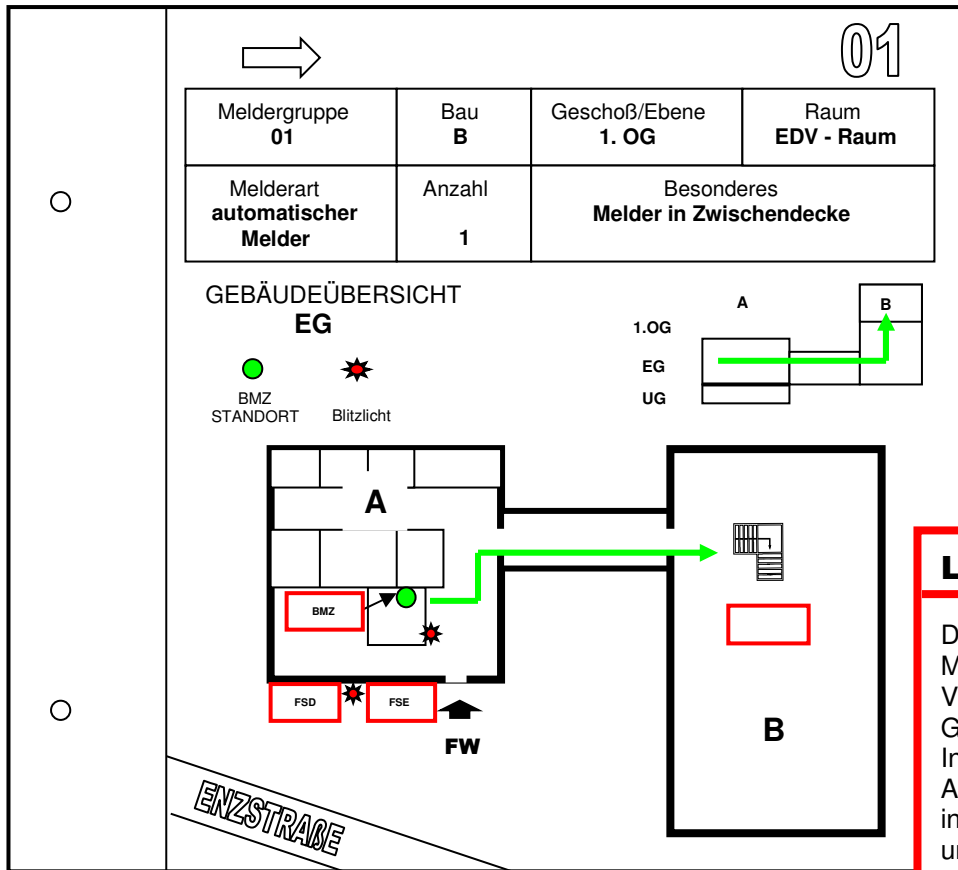 01
Meldergruppe
01
Bau
B
Geschoß/Ebene
1. OG
Raum
EDV - Raum
Melderart
automatischer
Melder
Anzahl
1
Besonderes
Melder in Zwischendecke
GEBÄUDEÜBERSICHT
EG
BMZ
STANDORT
Blitzlicht
A
B
1.OG
EG
UG
A
BMZ
FSD
FSE
FW
B
ENZSTRAßE